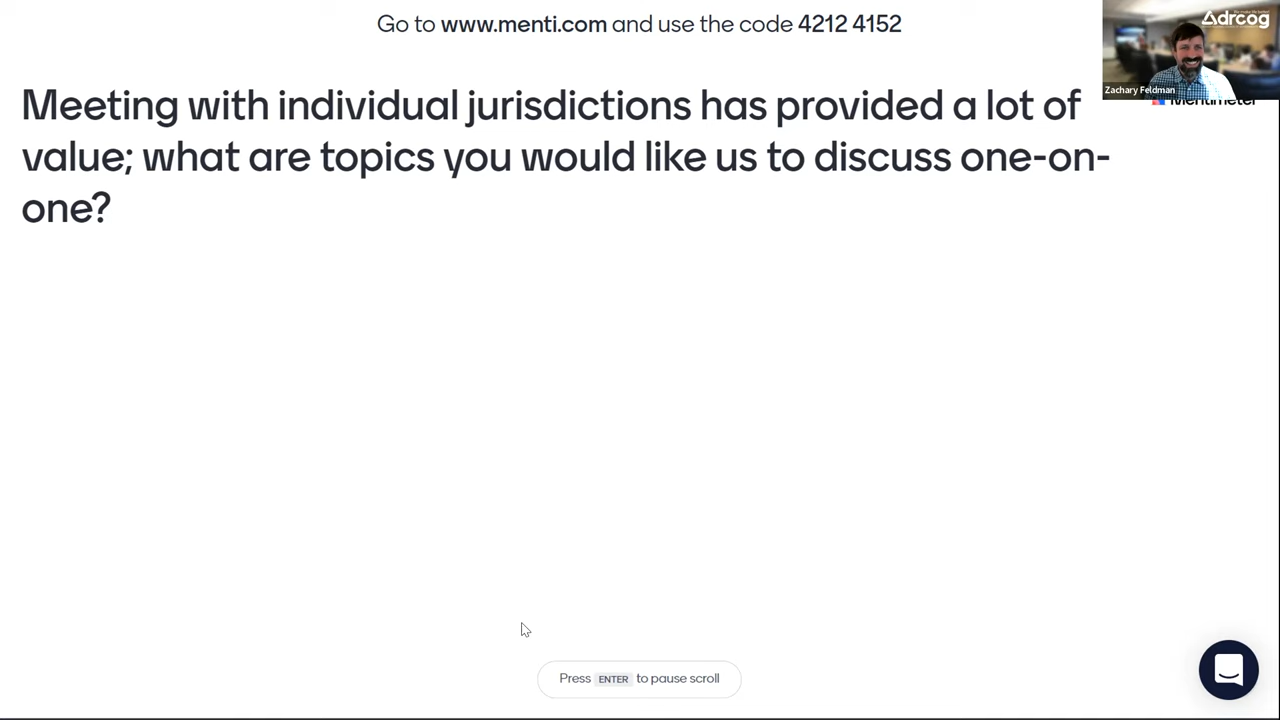 Go to www.menti.com and use the code 4212 4152
drcog
Zachary Feldman
Mentimeter
Meeting with individual jurisdictions has provided a lot of
value; what are topics you would like us to discuss one-on-
one?
Press ENTER to pause scroll